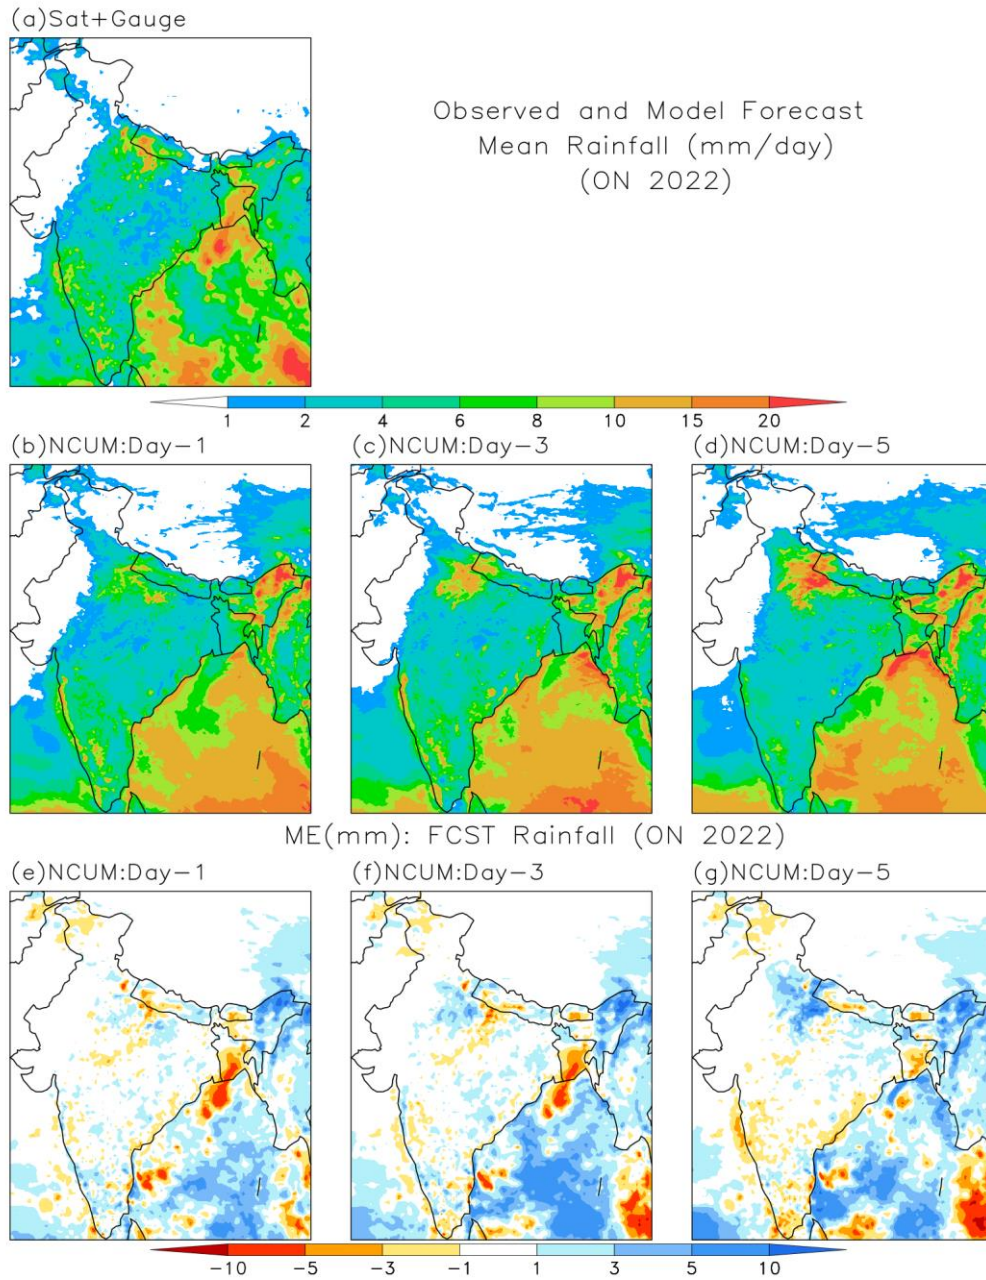 (a)Sat+Gauge
Observed and Model Forecast
Mean Rainfall (mm/day)
(ON 2022)
1 2 4 6 8 10 15 20
(b)NCUM:Day−1 (c)NCUM:Day−3 (d)NCUM:Day−5
ME(mm): FCST Rainfall (ON 2022)
(e)NCUM:Day−1 (f)NCUM:Day−3 (g)NCUM:Day−5
−10 −5 −3 −1 1 3 5 10